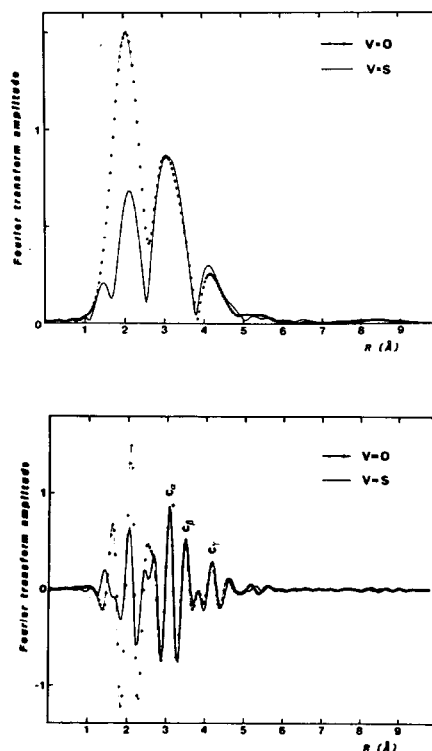 V=O
V=S
Fourier transform amplitude
1
0
1 2 3 4 5 6 7 8 9
R (Å)
V=O
V=S
Cα
Cβ
Cγ
Fourier transform amplitude
1
0
-1
1 2 3 4 5 6 7 8 9
R (Å)